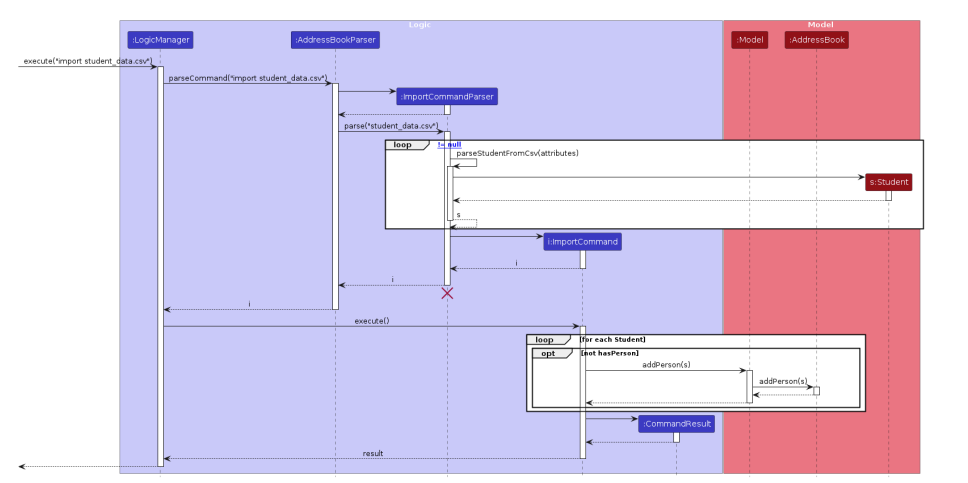 Logic
Model
:LogicManager
:AddressBookParser
:Model
:AddressBook
execute("import student_data.csv")
parseCommand("import student_data.csv")
:ImportCommandParser
parse("student_data.csv")
loop
!= null
parseStudentFromCsv(attributes)
s:Student
s
i:ImportCommand
i
i
i
execute()
loop
[for each Student]
opt
[not hasPerson]
addPerson(s)
addPerson(s)
:CommandResult
result